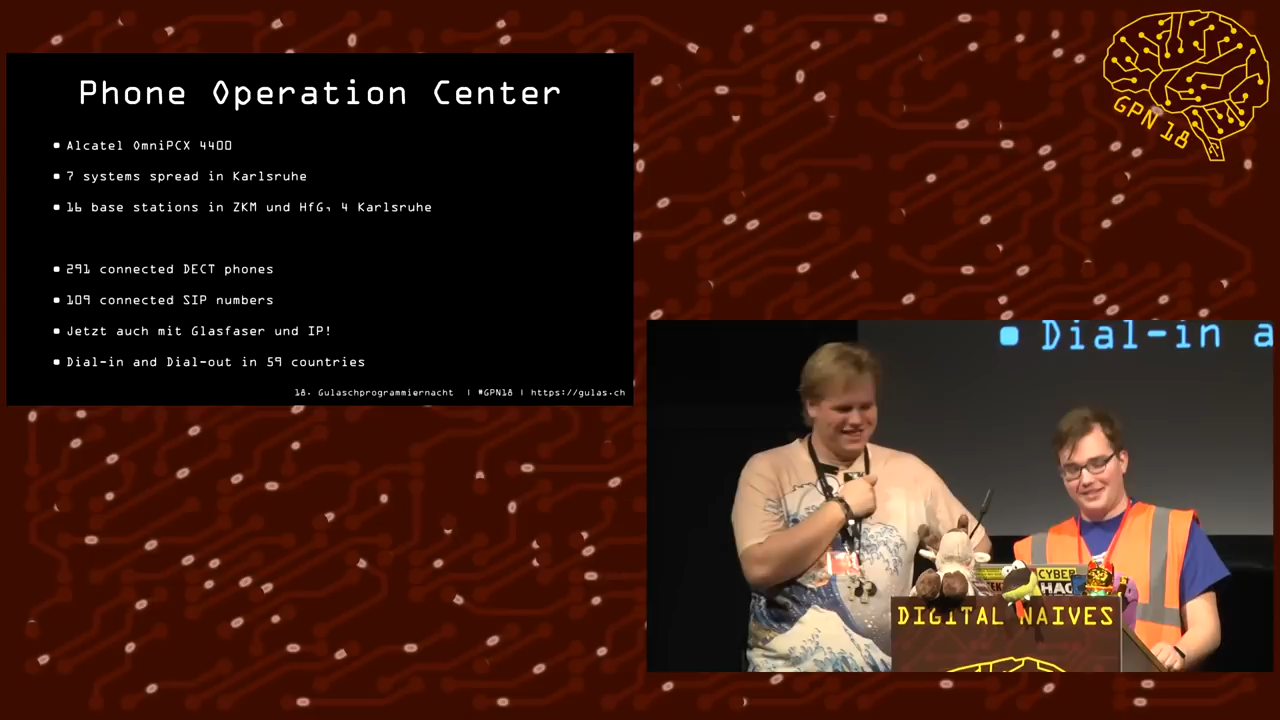 Phone Operation Center
Alcatel OmniPCX 4400
7 systems spread in Karlsruhe
16 base stations in ZKM und HfG, 4 Karlsruhe
291 connected DECT phones
109 connected SIP numbers
Jetzt auch mit Glasfaser und IP!
Dial-in and Dial-out in 59 countries
18. Gulaschprogrammiernacht | #GPN18 | https://gulas.ch
GPN 18
Dial-in a
CYBER
HAC
DIGITAL NAIVES